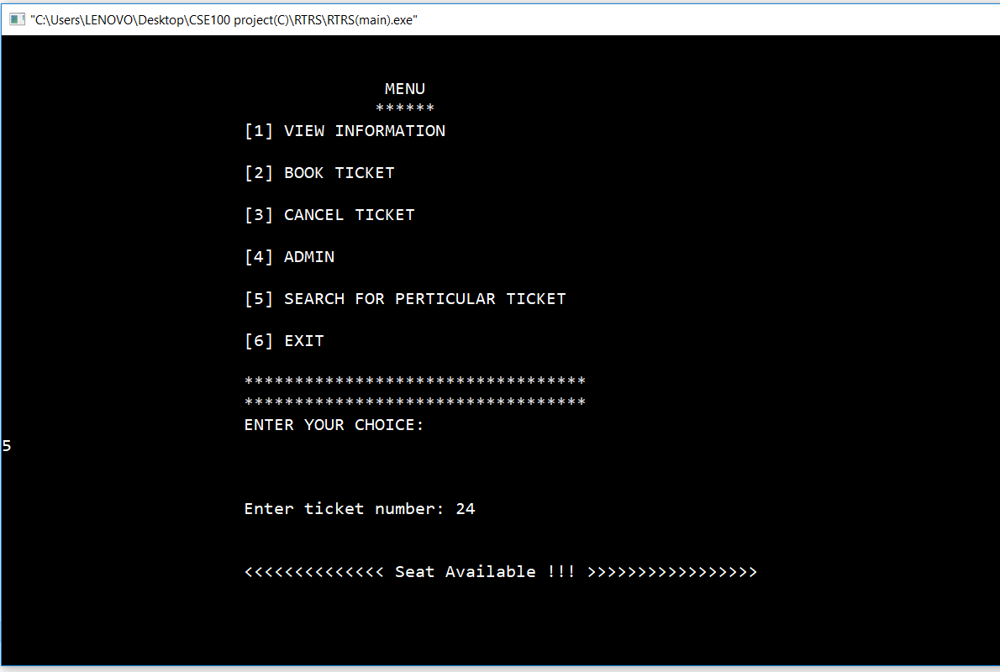 "C:\Users\LENOVO\Desktop\CSE100 project(C)\RTRS\RTRS(main).exe"
MENU
******
[1] VIEW INFORMATION
[2] BOOK TICKET
[3] CANCEL TICKET
[4] ADMIN
[5] SEARCH FOR PERTICULAR TICKET
[6] EXIT
**********************************
**********************************
ENTER YOUR CHOICE:
5
Enter ticket number: 24
<<<<<<<<<<<<<< Seat Available !!! >>>>>>>>>>>>>>>>>